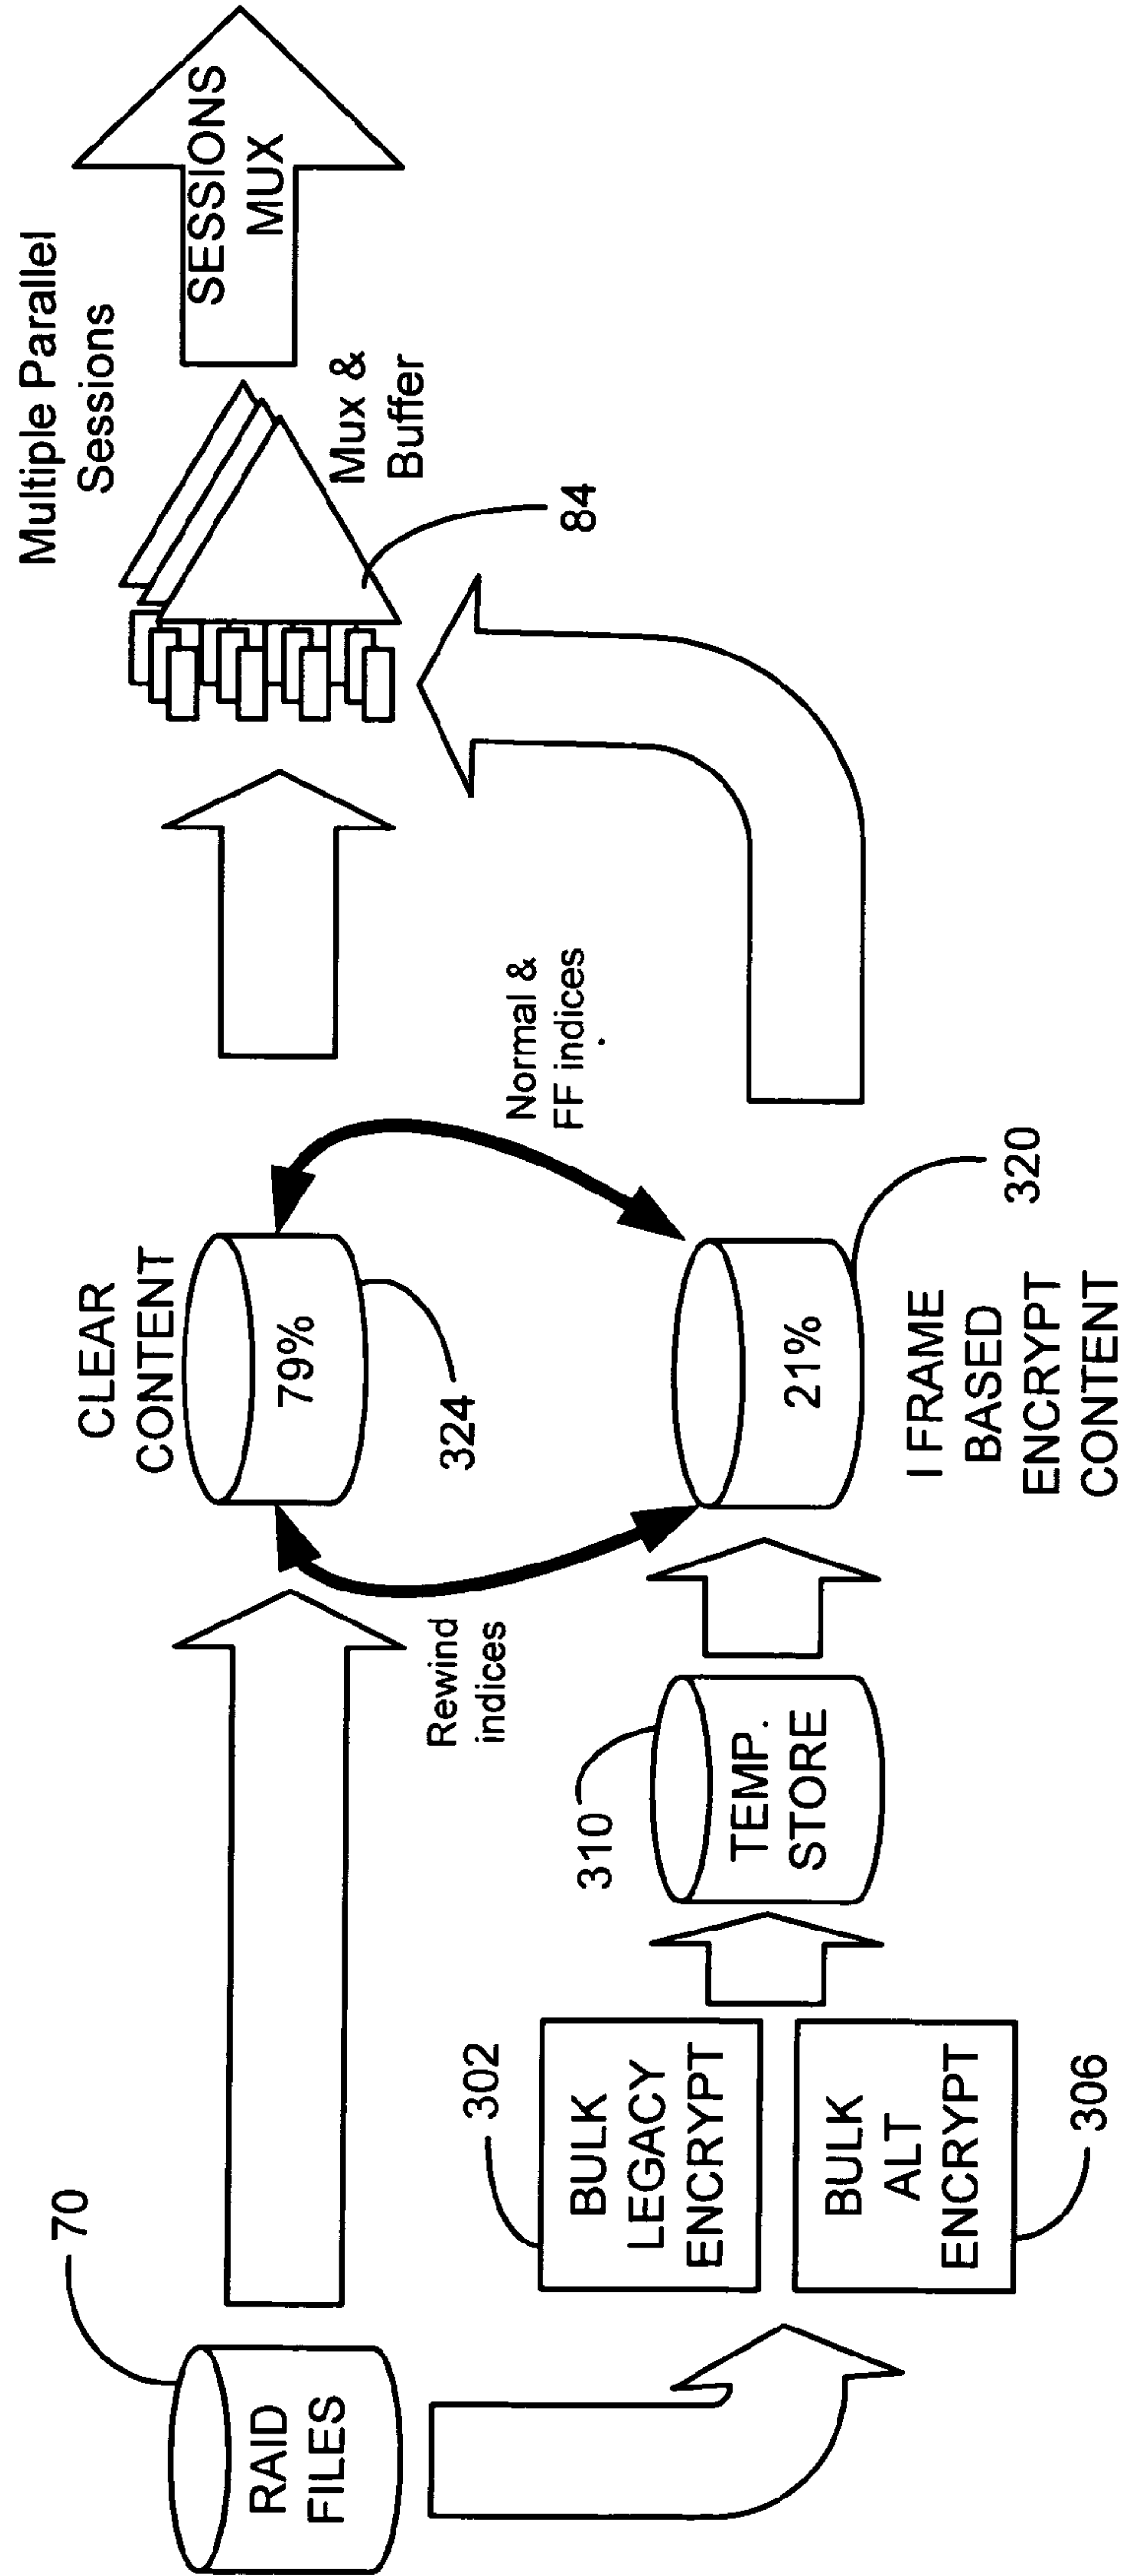 Multiple Parallel
Sessions
SESSIONS
MUX
Mux &
Buffer
84
CLEAR
CONTENT
79%
324
Normal &
FF indices
Rewind
indices
21%
320
I FRAME
BASED
ENCRYPT
CONTENT
70
RAID
FILES
302
BULK
LEGACY
ENCRYPT
BULK
ALT
ENCRYPT
306
310
TEMP.
STORE